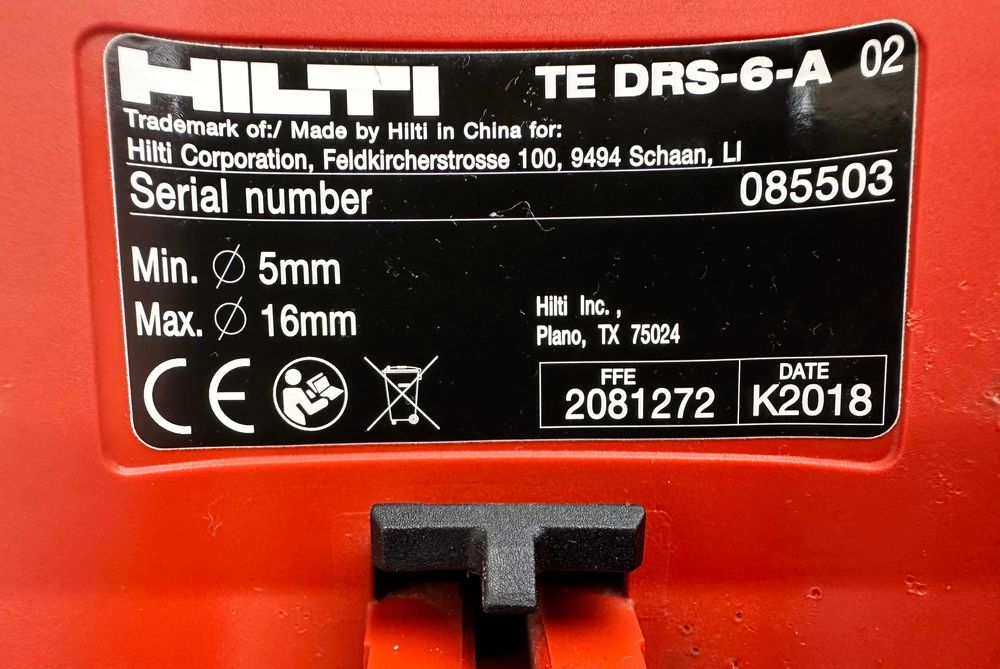 HILTI TE DRS-6-A 02
Trademark of:/ Made by Hilti in China for:
Hilti Corporation, Feldkircherstrosse 100, 9494 Schaan, LI
Serial number 085503
Min. Ø 5mm
Max. Ø 16mm
Hilti Inc.,
Plano, TX 75024
CE
FFE DATE
2081272 K2018